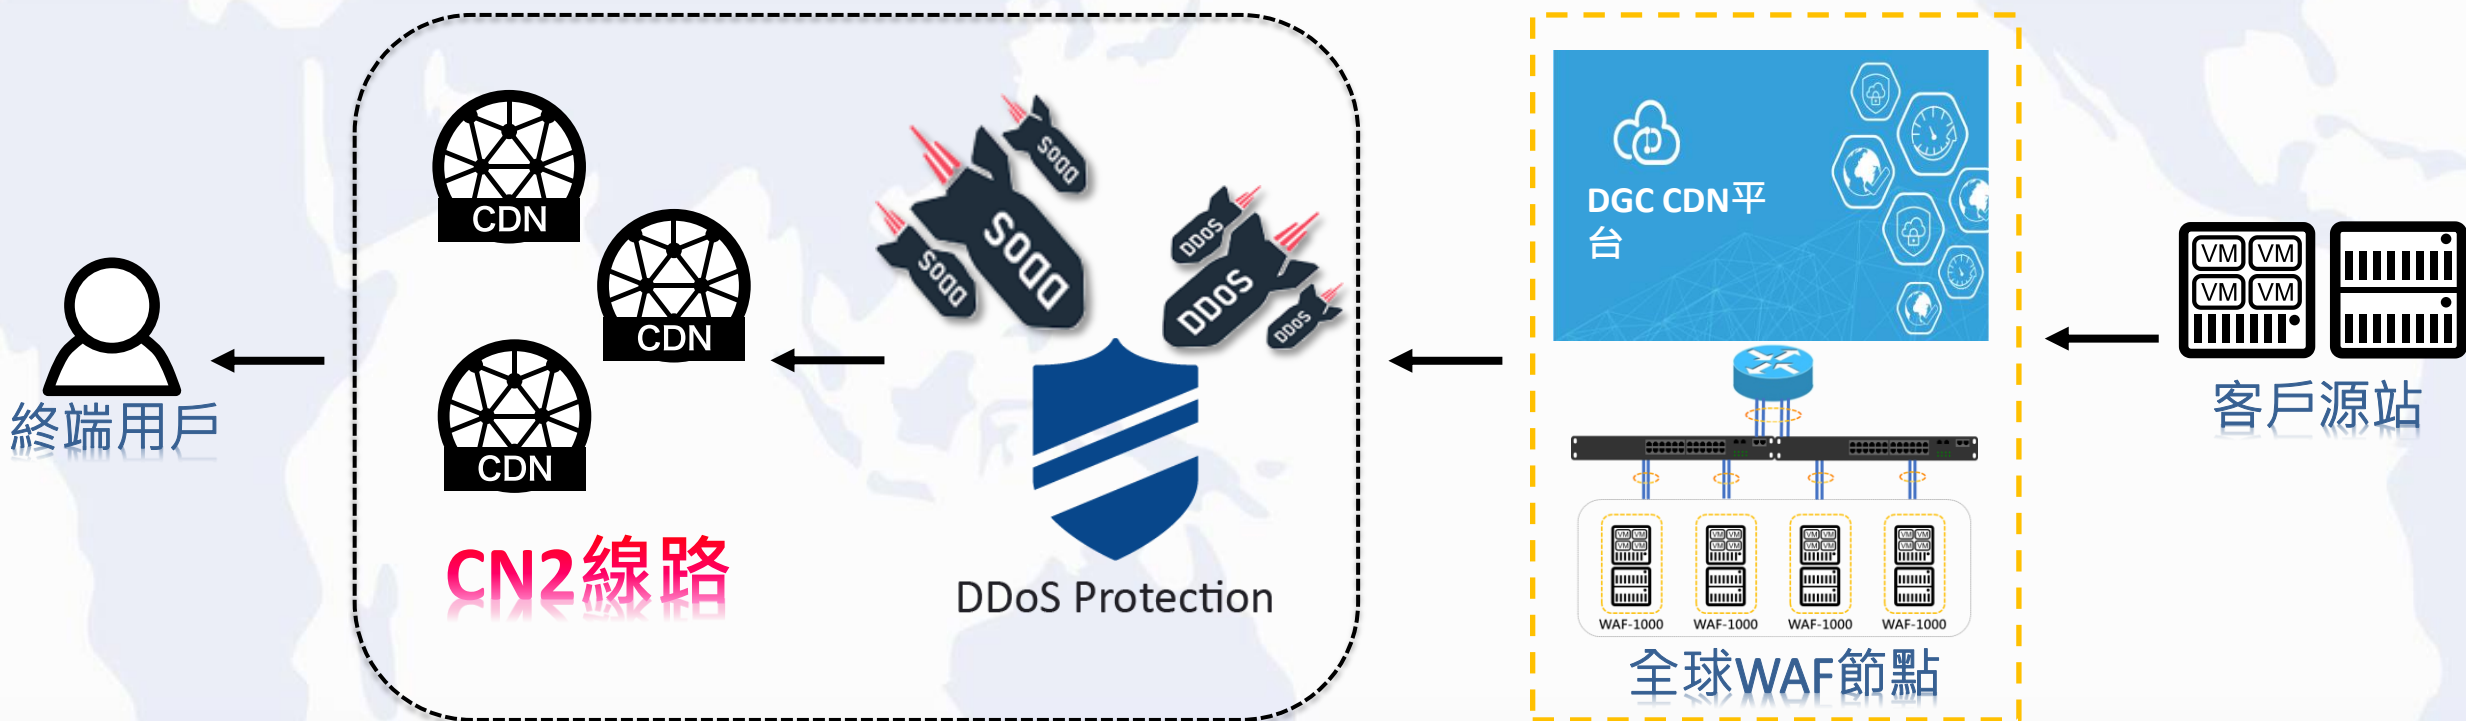 終端用戶
CDN
CDN
CDN
CN2線路
DDOS
DDOS
DDOS
DDoS
DDoS
DDoS
DDoS Protection
DGC CDN平
台
WAF-1000
WAF-1000
WAF-1000
WAF-1000
全球WAF節點
VM VM
VM VM
客戶源站